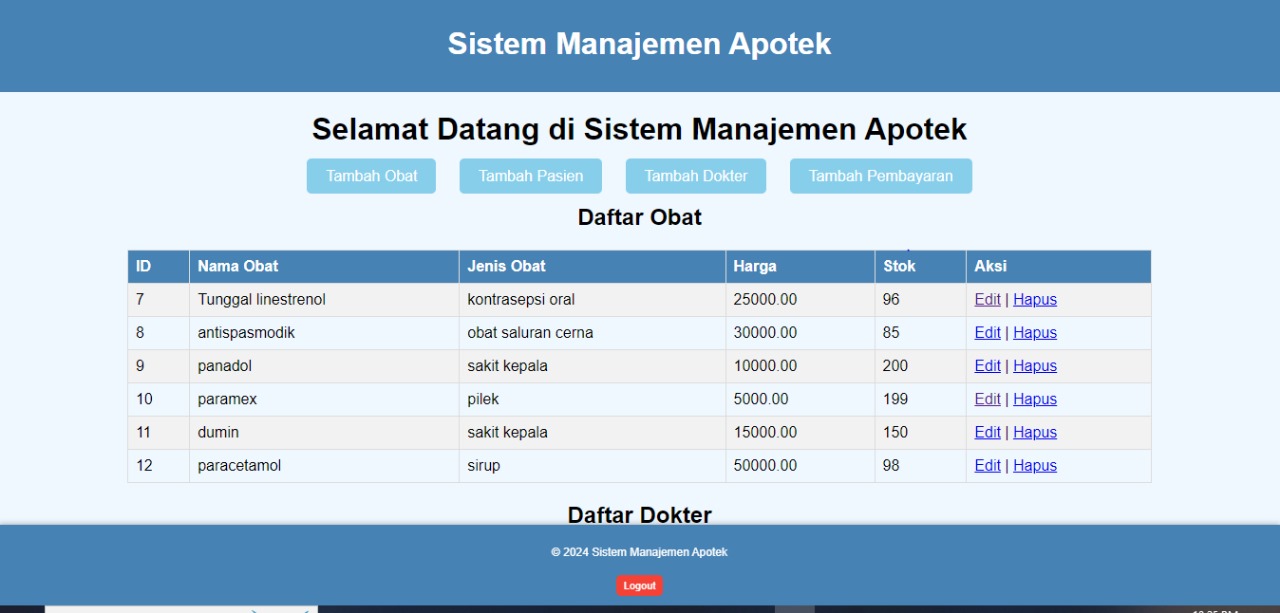 Sistem Manajemen Apotek
Selamat Datang di Sistem Manajemen Apotek
Tambah Obat Tambah Pasien Tambah Dokter Tambah Pembayaran
Daftar Obat
ID Nama Obat Jenis Obat Harga Stok Aksi
7 Tunggal linestrenol kontrasepsi oral 25000.00 96 Edit | Hapus
8 antispasmodik obat saluran cerna 30000.00 85 Edit | Hapus
9 panadol sakit kepala 10000.00 200 Edit | Hapus
10 paramex pilek 5000.00 199 Edit | Hapus
11 dumin sakit kepala 15000.00 150 Edit | Hapus
12 paracetamol sirup 50000.00 98 Edit | Hapus
Daftar Dokter
© 2024 Sistem Manajemen Apotek
Logout